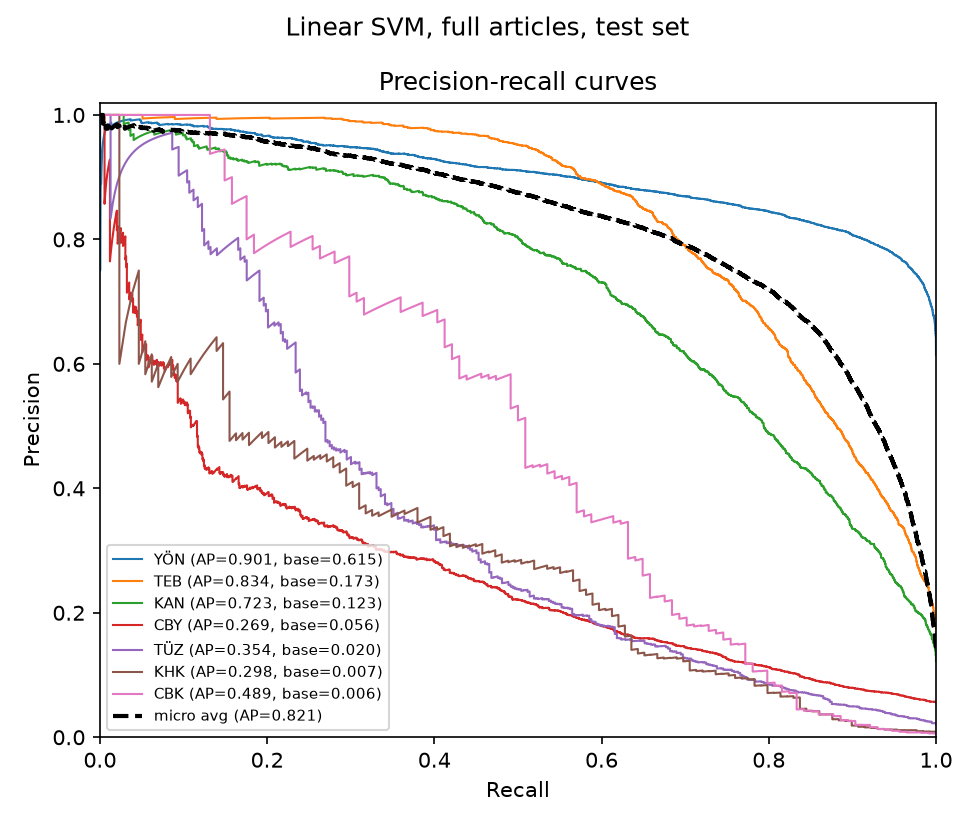 Linear SVM, full articles, test set
Precision-recall curves
1.0
0.8
0.6
0.4
0.2
0.0
Precision
YÖN (AP=0.901, base=0.615)
TEB (AP=0.834, base=0.173)
KAN (AP=0.723, base=0.123)
CBY (AP=0.269, base=0.056)
TÜZ (AP=0.354, base=0.020)
KHK (AP=0.298, base=0.007)
CBK (AP=0.489, base=0.006)
micro avg (AP=0.821)
0.0 0.2 0.4 0.6 0.8 1.0
Recall